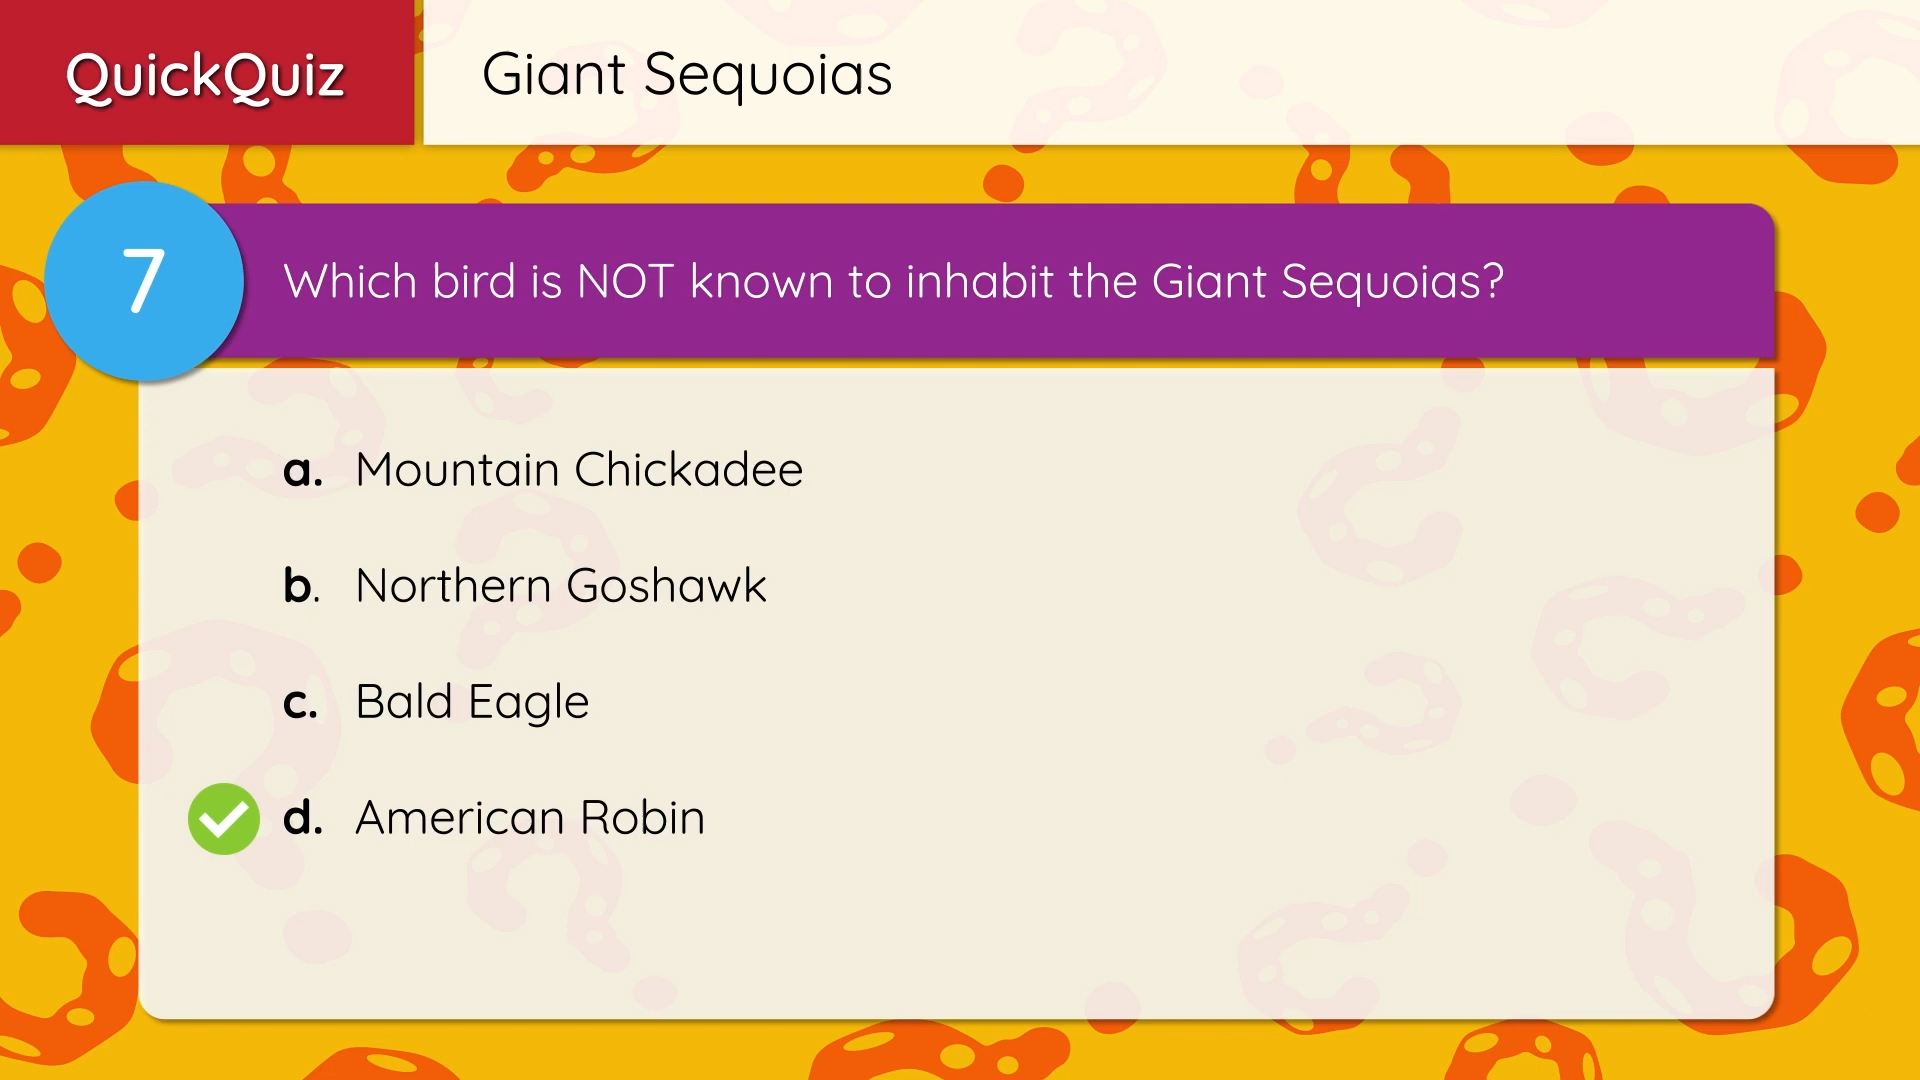 QuickQuiz
Giant Sequoias
7
Which bird is NOT known to inhabit the Giant Sequoias?
a. Mountain Chickadee
b. Northern Goshawk
c. Bald Eagle
d. American Robin